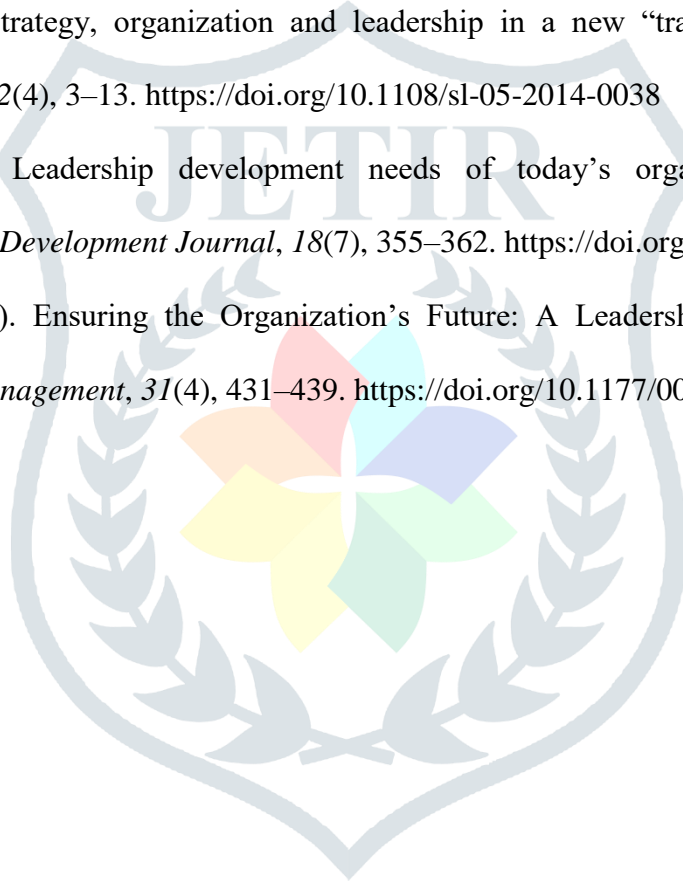 trategy, organization and leadership in a new “tra
2(4), 3–13. https://doi.org/10.1108/sl-05-2014-0038
JETIR
Leadership development needs of today’s orga
Development Journal, 18(7), 355–362. https://doi.org
). Ensuring the Organization’s Future: A Leadersh
nagement, 31(4), 431–439. https://doi.org/10.1177/00